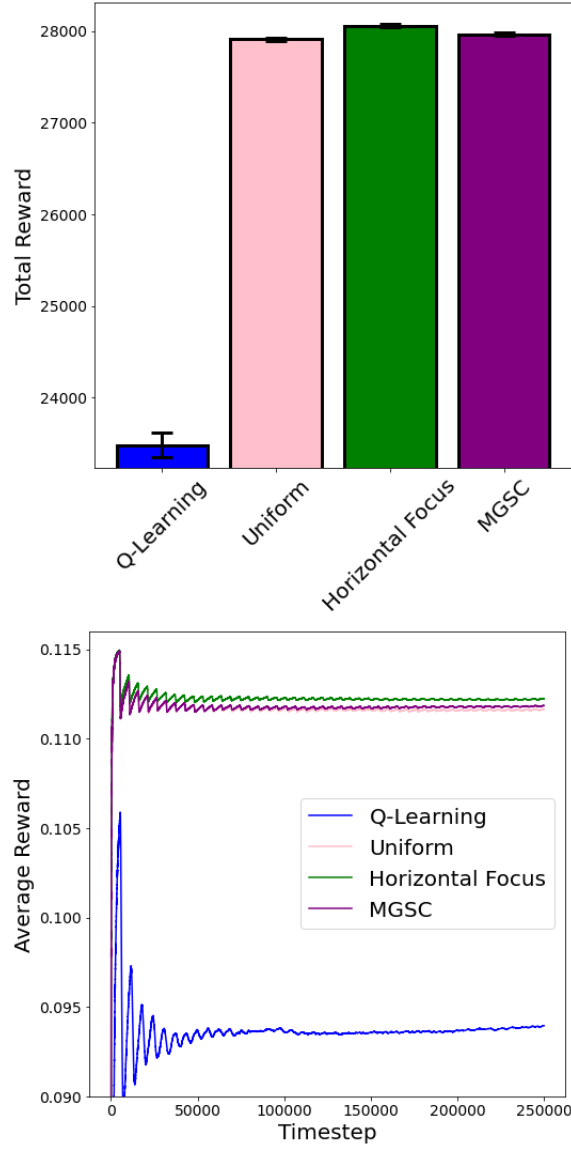 28000
27000
26000
25000
24000
Total Reward
Q-Learning
Uniform
Horizontal Focus
MGSC
0.115
0.110
0.105
0.100
0.095
0.090
Average Reward
Q-Learning
Uniform
Horizontal Focus
MGSC
0 50000 100000 150000 200000 250000
Timestep